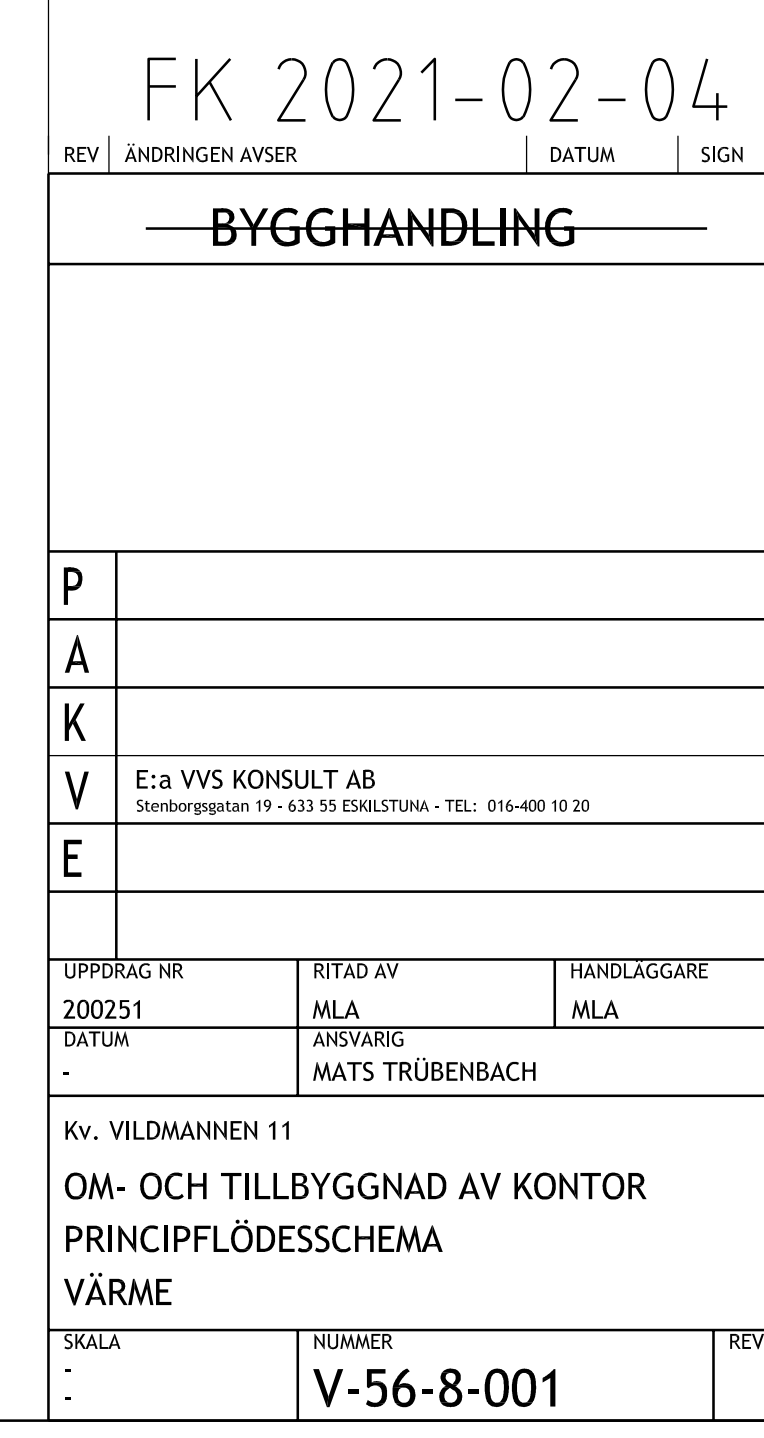 FK 2021-02-04
REV ÄNDRINGEN AVSER DATUM SIGN
BYGGHANDLING
P
A
K
V E:a VVS KONSULT AB
Stenborgsgatan 19 - 633 55 ESKILSTUNA - TEL: 016-400 10 20
E
UPPDRAG NR RITAD AV HANDLÄGGARE
200251 MLA MLA
DATUM ANSVARIG
- MATS TRÜBENBACH
Kv. VILDMANNEN 11
OM- OCH TILLBYGGNAD AV KONTOR
PRINCIPFLÖDESSCHEMA
VÄRME
SKALA NUMMER REV
-
- V-56-8-001